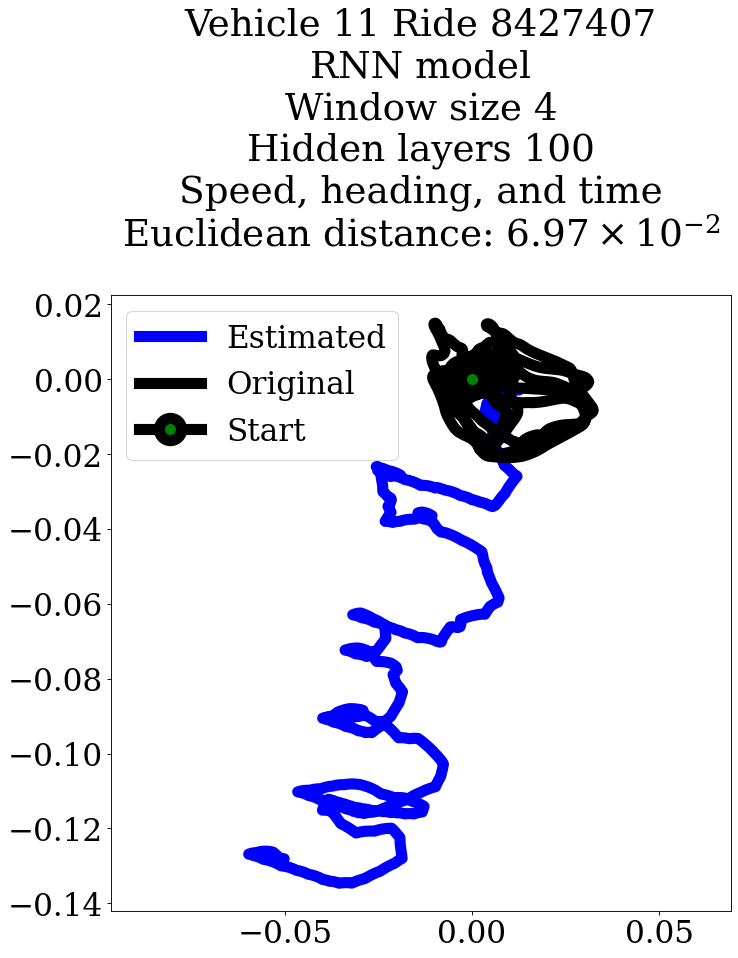 Vehicle 11 Ride 8427407
RNN model
Window size 4
Hidden layers 100
Speed, heading, and time
Euclidean distance: 6.97 × 10⁻²
Estimated
Original
Start
0.02
0.00
−0.02
−0.04
−0.06
−0.08
−0.10
−0.12
−0.14
−0.05 0.00 0.05